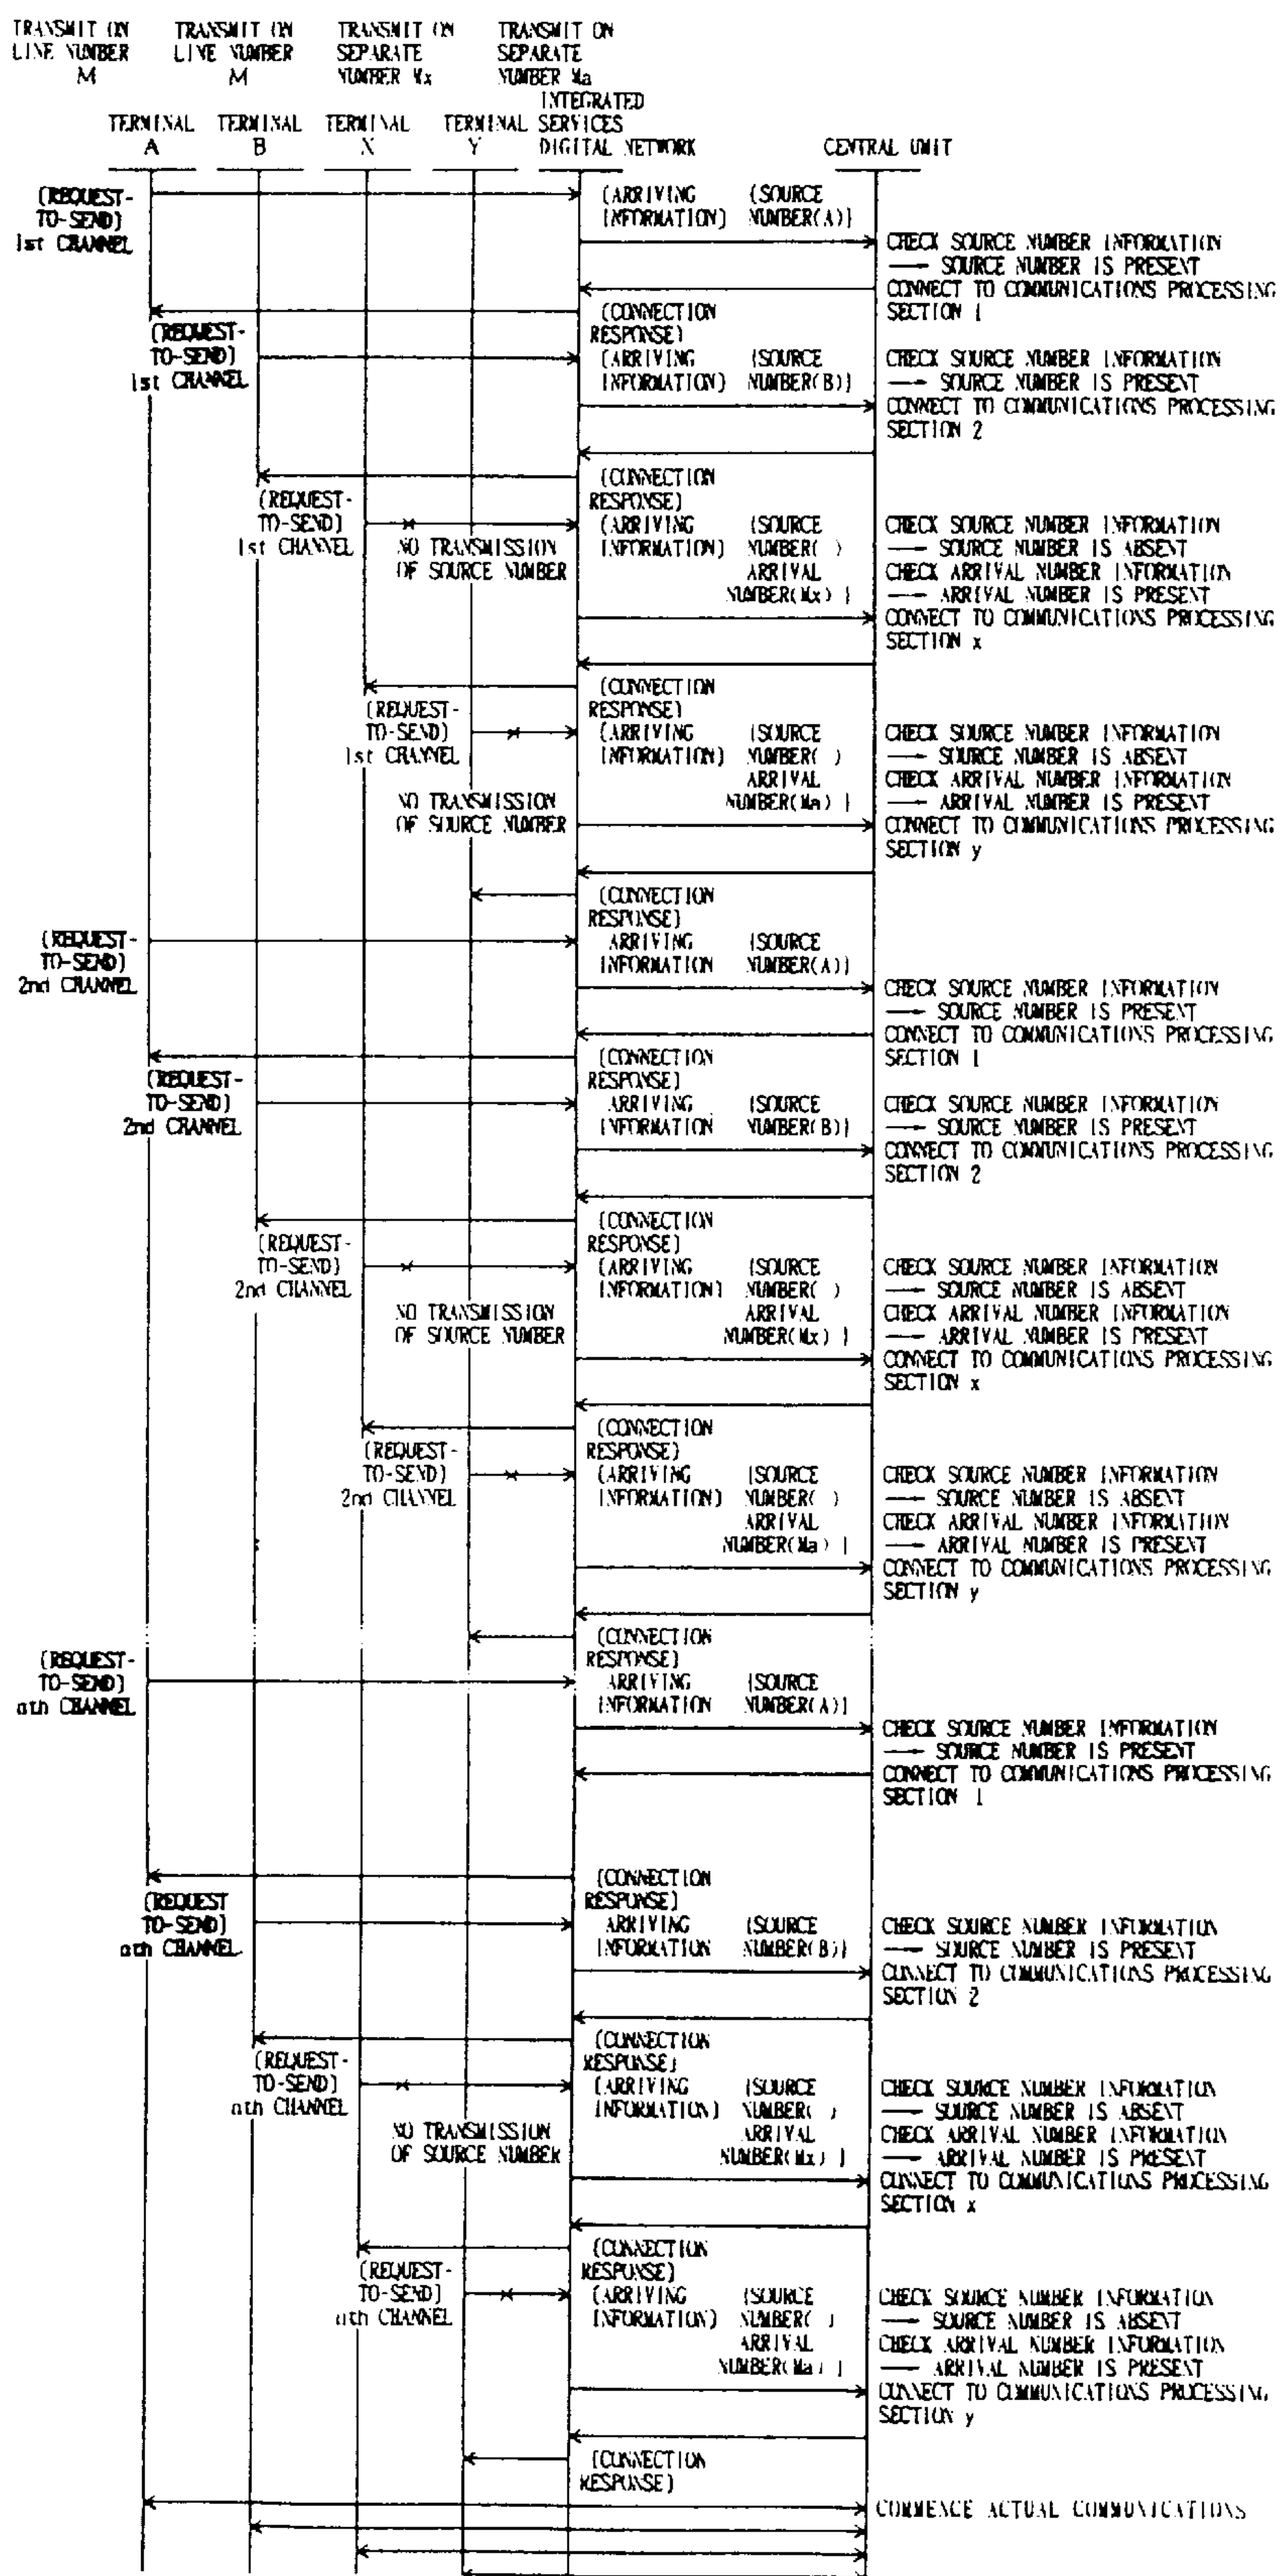 TRANSMIT ON LINE NUMBER M
TRANSMIT ON LINE NUMBER M
TRANSMIT ON SEPARATE NUMBER Mx
TRANSMIT ON SEPARATE NUMBER Ma
TERMINAL A
TERMINAL B
TERMINAL X
TERMINAL Y
INTEGRATED SERVICES DIGITAL NETWORK
CENTRAL UNIT
(REQUEST-
TO-SEND)
1st CHANNEL
(ARRIVING {SOURCE
INFORMATION) NUMBER(A)}
CHECK SOURCE NUMBER INFORMATION
→ SOURCE NUMBER IS PRESENT
CONNECT TO COMMUNICATIONS PROCESSING
SECTION 1
(CONNECTION
RESPONSE)
(REQUEST-
TO-SEND)
1st CHANNEL
(ARRIVING {SOURCE
INFORMATION) NUMBER(B)}
CHECK SOURCE NUMBER INFORMATION
→ SOURCE NUMBER IS PRESENT
CONNECT TO COMMUNICATIONS PROCESSING
SECTION 2
(CONNECTION
RESPONSE)
(REQUEST-
TO-SEND)
1st CHANNEL
NO TRANSMISSION
OF SOURCE NUMBER
(ARRIVING {SOURCE
INFORMATION) NUMBER( )
ARRIVAL
NUMBER(Mx) }
CHECK SOURCE NUMBER INFORMATION
→ SOURCE NUMBER IS ABSENT
CHECK ARRIVAL NUMBER INFORMATION
→ ARRIVAL NUMBER IS PRESENT
CONNECT TO COMMUNICATIONS PROCESSING
SECTION x
(CONNECTION
RESPONSE)
(REQUEST-
TO-SEND)
1st CHANNEL
NO TRANSMISSION
OF SOURCE NUMBER
(ARRIVING {SOURCE
INFORMATION) NUMBER( )
ARRIVAL
NUMBER(Ma) }
CHECK SOURCE NUMBER INFORMATION
→ SOURCE NUMBER IS ABSENT
CHECK ARRIVAL NUMBER INFORMATION
→ ARRIVAL NUMBER IS PRESENT
CONNECT TO COMMUNICATIONS PROCESSING
SECTION y
(CONNECTION
RESPONSE)
(REQUEST-
TO-SEND)
2nd CHANNEL
ARRIVING {SOURCE
INFORMATION NUMBER(A)}
CHECK SOURCE NUMBER INFORMATION
→ SOURCE NUMBER IS PRESENT
CONNECT TO COMMUNICATIONS PROCESSING
SECTION 1
(CONNECTION
RESPONSE)
(REQUEST-
TO-SEND)
2nd CHANNEL
ARRIVING {SOURCE
INFORMATION NUMBER(B)}
CHECK SOURCE NUMBER INFORMATION
→ SOURCE NUMBER IS PRESENT
CONNECT TO COMMUNICATIONS PROCESSING
SECTION 2
(CONNECTION
RESPONSE)
(REQUEST-
TO-SEND)
2nd CHANNEL
NO TRANSMISSION
OF SOURCE NUMBER
(ARRIVING {SOURCE
INFORMATION) NUMBER( )
ARRIVAL
NUMBER(Mx) }
CHECK SOURCE NUMBER INFORMATION
→ SOURCE NUMBER IS ABSENT
CHECK ARRIVAL NUMBER INFORMATION
→ ARRIVAL NUMBER IS PRESENT
CONNECT TO COMMUNICATIONS PROCESSING
SECTION x
(CONNECTION
RESPONSE)
(REQUEST-
TO-SEND)
2nd CHANNEL
(ARRIVING {SOURCE
INFORMATION) NUMBER( )
ARRIVAL
NUMBER(Ma) }
CHECK SOURCE NUMBER INFORMATION
→ SOURCE NUMBER IS ABSENT
CHECK ARRIVAL NUMBER INFORMATION
→ ARRIVAL NUMBER IS PRESENT
CONNECT TO COMMUNICATIONS PROCESSING
SECTION y
(CONNECTION
RESPONSE)
(REQUEST-
TO-SEND)
nth CHANNEL
ARRIVING {SOURCE
INFORMATION NUMBER(A)}
CHECK SOURCE NUMBER INFORMATION
→ SOURCE NUMBER IS PRESENT
CONNECT TO COMMUNICATIONS PROCESSING
SECTION 1
(CONNECTION
RESPONSE)
(REQUEST
TO-SEND)
nth CHANNEL
ARRIVING {SOURCE
INFORMATION NUMBER(B)}
CHECK SOURCE NUMBER INFORMATION
→ SOURCE NUMBER IS PRESENT
CONNECT TO COMMUNICATIONS PROCESSING
SECTION 2
(CONNECTION
RESPONSE)
(REQUEST-
TO-SEND)
nth CHANNEL
NO TRANSMISSION
OF SOURCE NUMBER
(ARRIVING {SOURCE
INFORMATION) NUMBER( )
ARRIVAL
NUMBER(Mx) }
CHECK SOURCE NUMBER INFORMATION
→ SOURCE NUMBER IS ABSENT
CHECK ARRIVAL NUMBER INFORMATION
→ ARRIVAL NUMBER IS PRESENT
CONNECT TO COMMUNICATIONS PROCESSING
SECTION x
(CONNECTION
RESPONSE)
(REQUEST-
TO-SEND)
nth CHANNEL
(ARRIVING {SOURCE
INFORMATION) NUMBER( )
ARRIVAL
NUMBER(Ma) }
CHECK SOURCE NUMBER INFORMATION
→ SOURCE NUMBER IS ABSENT
CHECK ARRIVAL NUMBER INFORMATION
→ ARRIVAL NUMBER IS PRESENT
CONNECT TO COMMUNICATIONS PROCESSING
SECTION y
(CONNECTION
RESPONSE)
COMMENCE ACTUAL COMMUNICATIONS